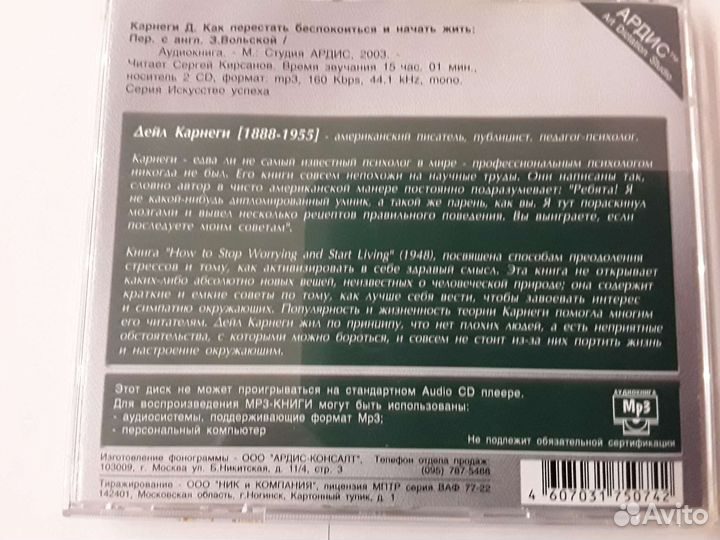 Карнеги Д. Как перестать беспокоиться и начать жить:
Пер. с англ. З.Вольской /
Аудиокнига. - М.: Студия АРДИС, 2003. -
Читает Сергей Кирсанов. Время звучания 15 час. 01 мин.,
носитель 2 CD, формат: mp3, 160 Kbps, 44,1 kHz, mono.
Серия Искусство успеха
АРДИС™
Art Dictation Studio
Дейл Карнеги [1888-1955] - американский писатель, публицист, педагог-психолог.
Карнеги - едва ли не самый известный психолог в мире - профессиональным психологом
никогда не был. Его книги совсем непохожи на научные труды. Они написаны так,
словно автор в чисто американской манере постоянно подразумевает: "Ребята! Я
не какой-нибудь дипломированный умник, а такой же парень, как вы. Я тут пораскинул
мозгами и вывел несколько рецептов правильного поведения. Вы выиграете, если
последуете моим советам".
Книга "How to Stop Worrying and Start Living" (1948), посвящена способам преодоления
стрессов и тому, как активизировать в себе здравый смысл. Эта книга не открывает
каких-либо абсолютно новых вещей, неизвестных о человеческой природе; она содержит
краткие и емкие советы по тому, как лучше себя вести, чтобы завоевать интерес
и симпатию окружающих. Популярность и жизненность теории Карнеги помогла многим
его читателям. Дейл Карнеги жил по принципу, что нет плохих людей, а есть неприятные
обстоятельства, с которыми можно бороться, и совсем не стоит из-за них портить жизнь
и настроение окружающим.
Этот диск не может проигрываться на стандартном Audio CD плеере.
Для воспроизведения MP3-КНИГИ могут быть использованы:
- аудиосистемы, поддерживающие формат Mp3;
- персональный компьютер
АУДИОКНИГА
Mp3
Не подлежит обязательной сертификации
Изготовление фонограммы - ООО "АРДИС-КОНСАЛТ". Телефон отдела продаж:
103009, г. Москва ул. Б.Никитская, д. 11/4, стр. 3 (095) 787-5486
Тиражирование - ООО "НИК и КОМПАНИЯ", лицензия МПТР серия ВАФ 77-22
142401, Московская область, г.Ногинск, Картонный тупик, д. 1
4 607031 750742
Avito